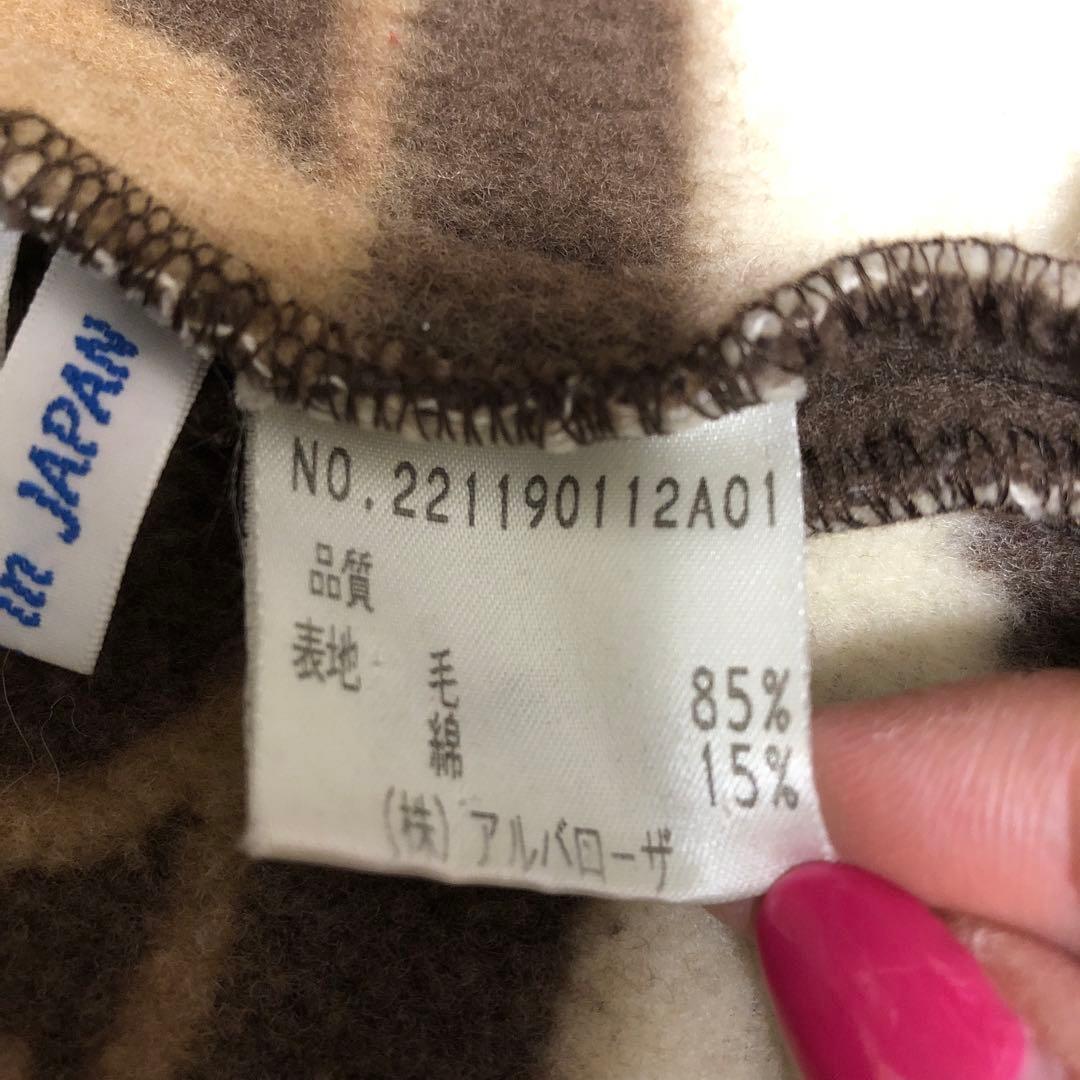 NO.221190112A01
品質
表地 毛 85%
綿 15%
(株)アルバローザ
in JAPAN